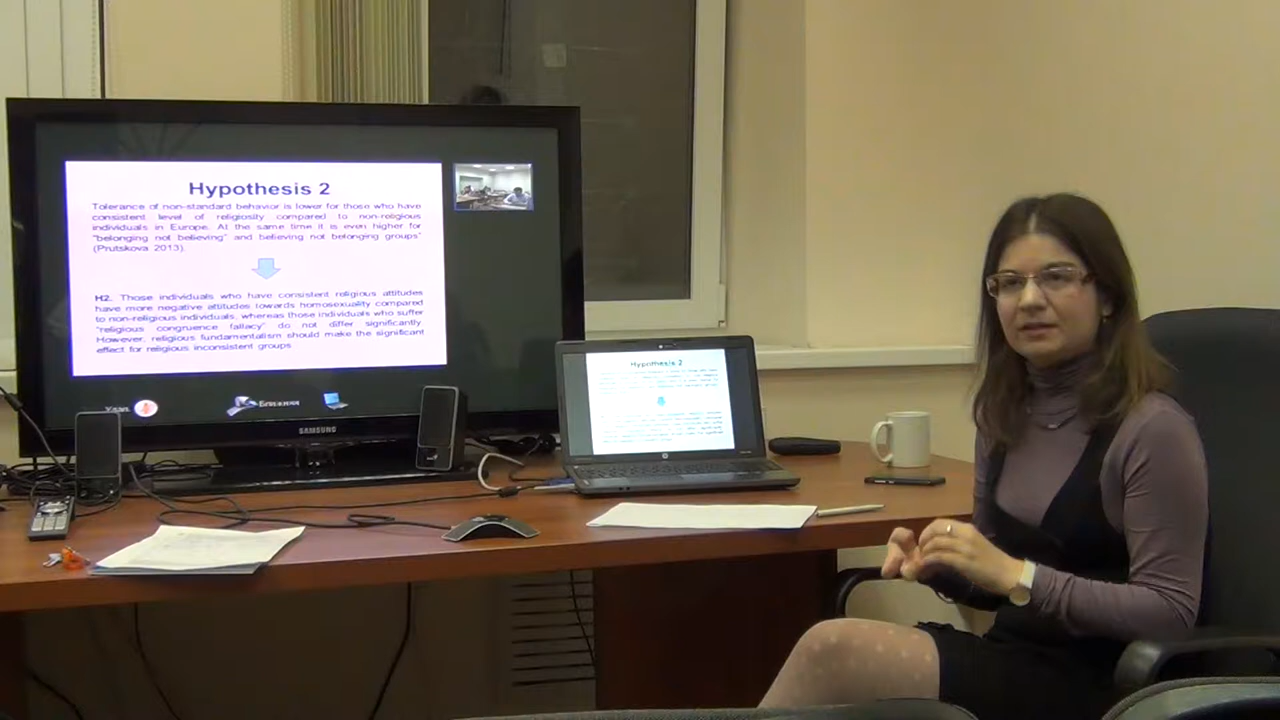 Hypothesis 2
Tolerance of non-standard behavior is lower for those who have
consistent level of religiosity compared to non-religious
individuals in Europe. At the same time it is even higher for
"belonging not believing" and believing not belonging groups"
(Prutskova 2013).
H2. Those individuals who have consistent religious attitudes
have more negative attitudes towards homosexuality compared
to non-religious individuals, whereas those individuals who suffer
"religious congruence fallacy" do not differ significantly.
However, religious fundamentalism should make the significant
effect for religious inconsistent groups
Ближний
SAMSUNG
Hypothesis 2